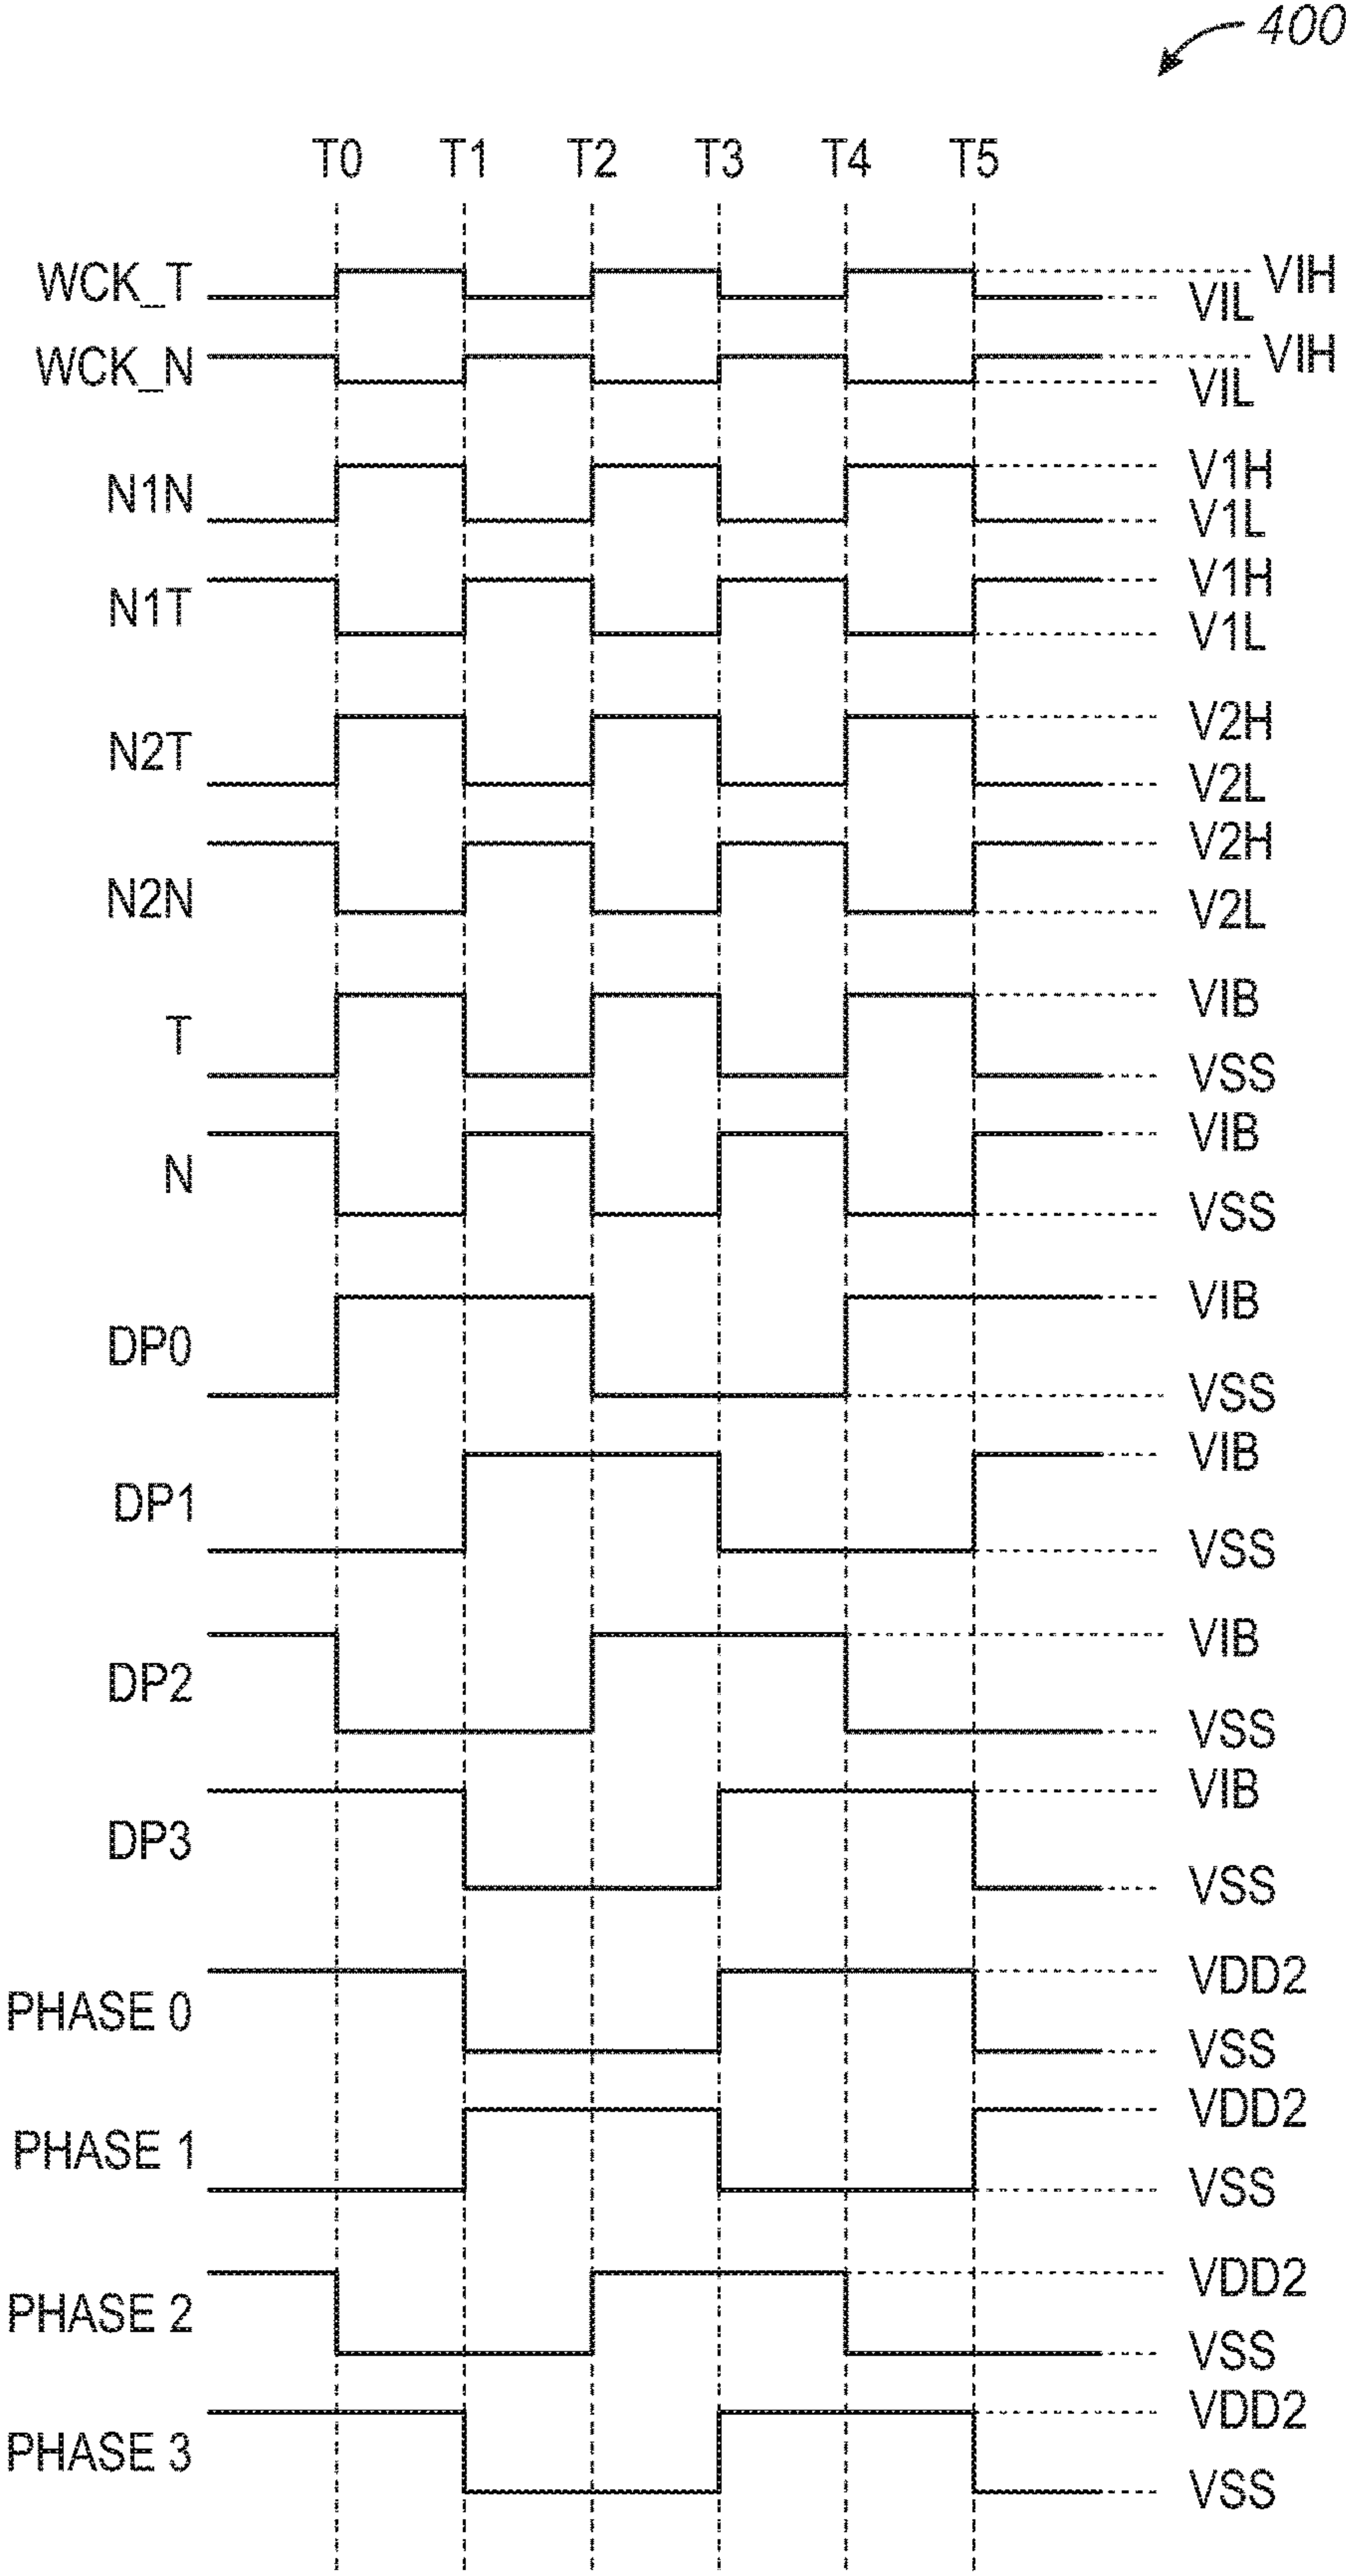 400
T0 T1 T2 T3 T4 T5
WCK_T VIH
VIL
WCK_N VIH
VIL
N1N V1H
V1L
N1T V1H
V1L
N2T V2H
V2L
N2N V2H
V2L
T VIB
VSS
N VIB
VSS
DP0 VIB
VSS
DP1 VIB
VSS
DP2 VIB
VSS
DP3 VIB
VSS
PHASE 0 VDD2
VSS
PHASE 1 VDD2
VSS
PHASE 2 VDD2
VSS
PHASE 3 VDD2
VSS